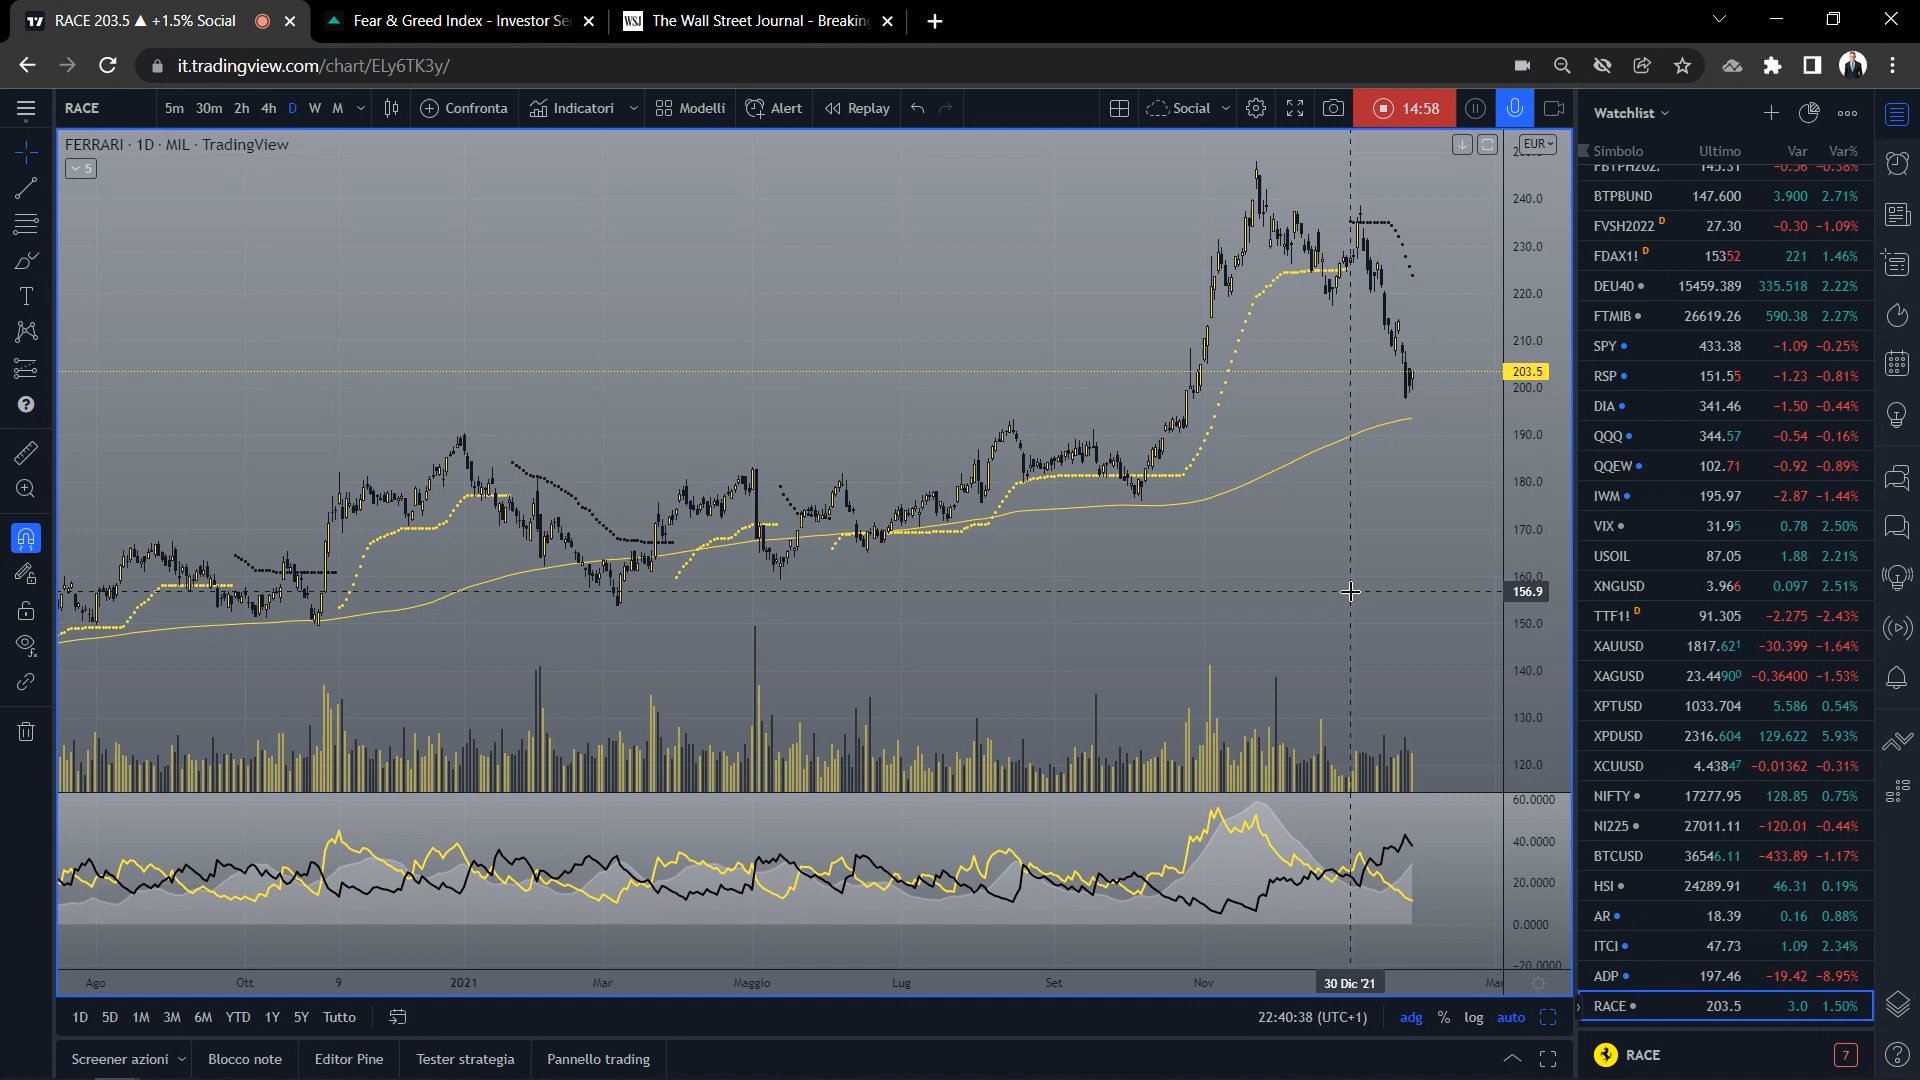 RACE 203.5 ▲ +1.5% Social
Fear & Greed Index - Investor Se
WSJ The Wall Street Journal - Breaking
it.tradingview.com/chart/ELy6TK3y/
RACE 5m 30m 2h 4h D W M Confronta Indicatori Modelli Alert Replay Social 14:58
FERRARI · 1D · MIL · TradingView
5
EUR
240.0
230.0
220.0
210.0
203.5
200.0
190.0
180.0
170.0
160.0
156.9
150.0
140.0
130.0
120.0
60.0000
40.0000
20.0000
0.0000
-20.0000
Ago Ott 9 2021 Mar Maggio Lug Set Nov 30 Dic '21 Mar
1D 5D 1M 3M 6M YTD 1Y 5Y Tutto 22:40:38 (UTC+1) adg % log auto
Screener azioni Blocco note Editor Pine Tester strategia Pannello trading
Watchlist
Simbolo Ultimo Var Var%
FBTPH202. 145.31 -0.56 -0.38%
BTPBUND 147.600 3.900 2.71%
FVSH2022 D 27.30 -0.30 -1.09%
FDAX1! D 15352 221 1.46%
DEU40 15459.389 335.518 2.22%
FTMIB 26619.26 590.38 2.27%
SPY 433.38 -1.09 -0.25%
RSP 151.55 -1.23 -0.81%
DIA 341.46 -1.50 -0.44%
QQQ 344.57 -0.54 -0.16%
QQEW 102.71 -0.92 -0.89%
IWM 195.97 -2.87 -1.44%
VIX 31.95 0.78 2.50%
USOIL 87.05 1.88 2.21%
XNGUSD 3.966 0.097 2.51%
TTF1! D 91.305 -2.275 -2.43%
XAUUSD 1817.621 -30.399 -1.64%
XAGUSD 23.44900 -0.36400 -1.53%
XPTUSD 1033.704 5.586 0.54%
XPDUSD 2316.604 129.622 5.93%
XCUUSD 4.43847 -0.01362 -0.31%
NIFTY 17277.95 128.85 0.75%
NI225 27011.11 -120.01 -0.44%
BTCUSD 36546.11 -433.89 -1.17%
HSI 24289.91 46.31 0.19%
AR 18.39 0.16 0.88%
ITCI 47.73 1.09 2.34%
ADP 197.46 -19.42 -8.95%
RACE 203.5 3.0 1.50%
RACE 7